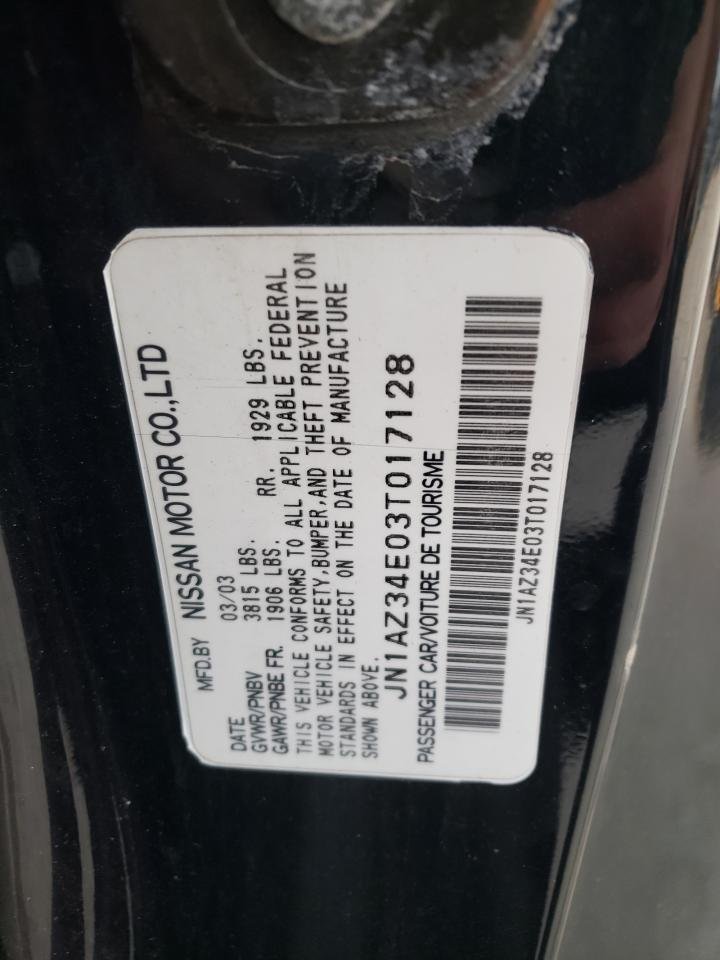 MFD.BY NISSAN MOTOR CO.,LTD
DATE 03/03
GVWR/PNBV 3815 LBS.
GAWR/PNBE FR. 1906 LBS. RR. 1929 LBS.
THIS VEHICLE CONFORMS TO ALL APPLICABLE FEDERAL
MOTOR VEHICLE SAFETY,BUMPER,AND THEFT PREVENTION
STANDARDS IN EFFECT ON THE DATE OF MANUFACTURE
SHOWN ABOVE.
JN1AZ34E03T017128
PASSENGER CAR/VOITURE DE TOURISME
JN1AZ34E03T017128